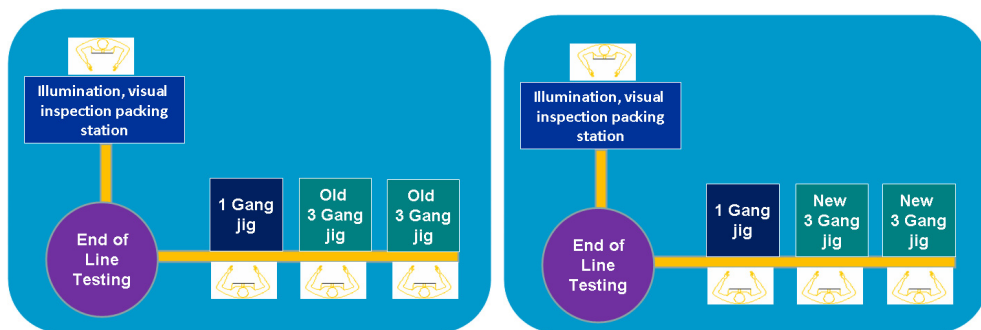 Illumination, visual
inspection packing
station
1 Gang
jig
Old
3 Gang
jig
Old
3 Gang
jig
End of
Line
Testing
Illumination, visual
inspection packing
station
1 Gang
jig
New
3 Gang
jig
New
3 Gang
jig
End of
Line
Testing